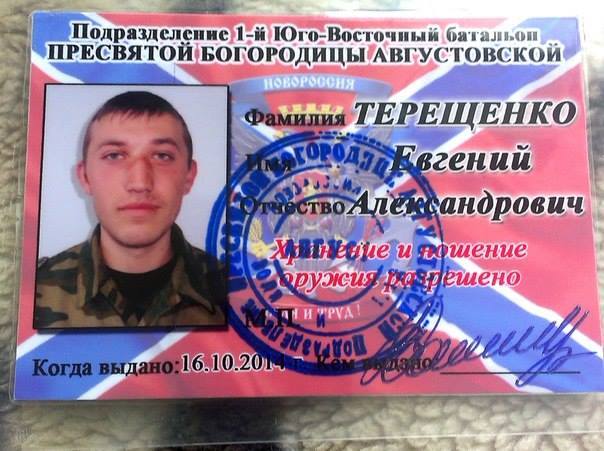 Подразделение 1-й Юго-Восточный батальон
ПРЕСВЯТОЙ БОГОРОДИЦЫ АВГУСТОВСКОЙ
НОВОРОССИЯ
Фамилия ТЕРЕЩЕНКО
Имя Евгений
Отчество Александрович
Хранение и ношение
оружия разрешено
И ТРУД!
М.П.
Когда выдано: 16.10.2014 г. Кем выдано